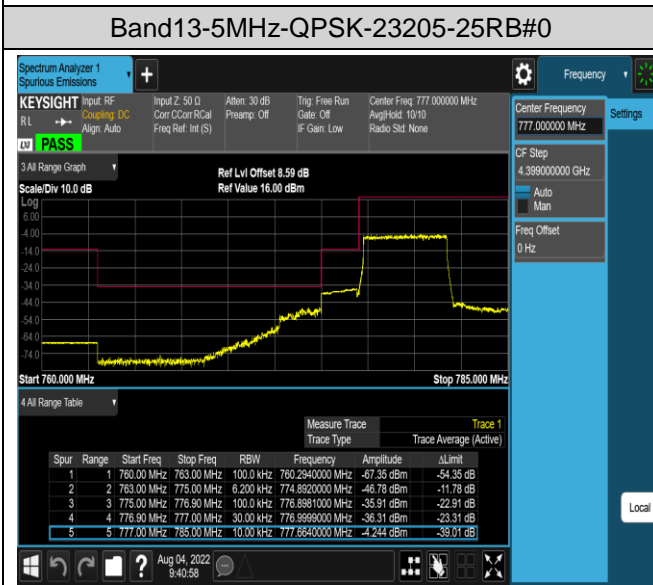 Band13-5MHz-QPSK-23205-25RB#0
Spectrum Analyzer 1
Spurious Emissions
Frequency
KEYSIGHT
RL
Input: RF
Coupling: DC
Align: Auto
Input Z: 50 Ω
Corr CCorr RCal
Freq Ref: Int (S)
Atten: 30 dB
Preamp: Off
Trig: Free Run
Gate: Off
IF Gain: Low
Center Freq: 777.000000 MHz
Avg|Hold: 10/10
Radio Std: None
LXI PASS
Center Frequency
777.000000 MHz
Settings
CF Step
4.399000000 GHz
Auto
Man
Freq Offset
0 Hz
3 All Range Graph
Ref Lvl Offset 8.59 dB
Scale/Div 10.0 dB
Ref Value 16.00 dBm
Log
6.00
-4.00
-14.0
-24.0
-34.0
-44.0
-54.0
-64.0
-74.0
Start 760.000 MHz
Stop 785.000 MHz
4 All Range Table
Measure Trace Trace 1
Trace Type Trace Average (Active)
Spur Range Start Freq Stop Freq RBW Frequency Amplitude ΔLimit
1 1 760.00 MHz 763.00 MHz 100.0 kHz 760.2940000 MHz -67.35 dBm -54.35 dB
2 2 763.00 MHz 775.00 MHz 6.200 kHz 774.8920000 MHz -46.78 dBm -11.78 dB
3 3 775.00 MHz 776.90 MHz 100.0 kHz 776.8981000 MHz -35.91 dBm -22.91 dB
4 4 776.90 MHz 777.00 MHz 30.00 kHz 776.9999000 MHz -36.31 dBm -23.31 dB
5 5 777.00 MHz 785.00 MHz 10.00 kHz 777.6640000 MHz -4.244 dBm -39.01 dB
Local
Aug 04, 2022
9:40:58